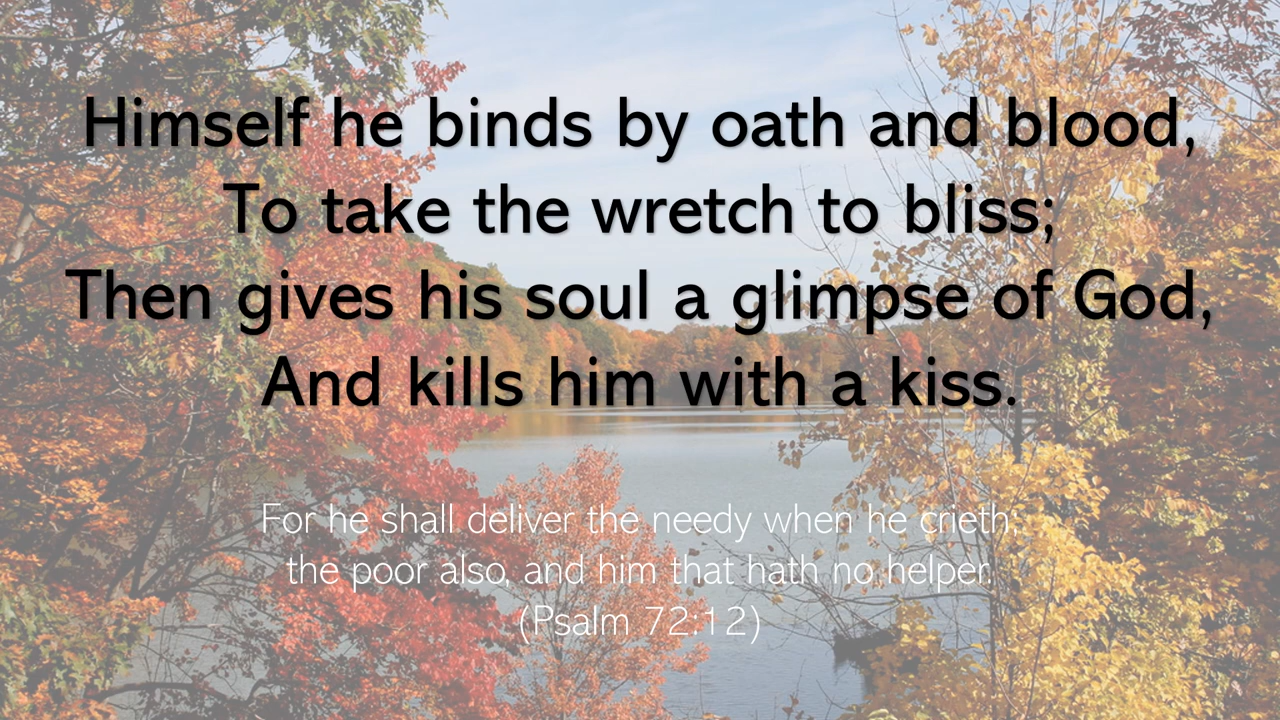 Himself he binds by oath and blood,
To take the wretch to bliss;
Then gives his soul a glimpse of God,
And kills him with a kiss.
For he shall deliver the needy when he crieth;
the poor also, and him that hath no helper.
(Psalm 72:12)